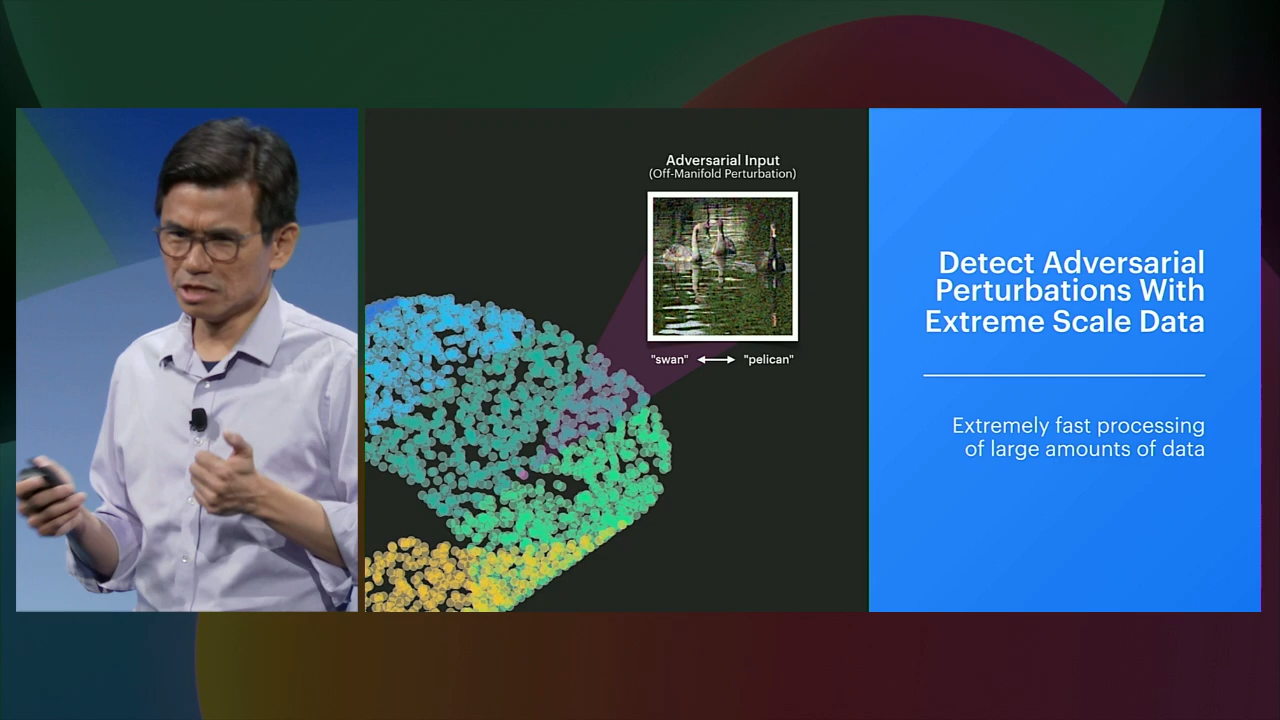 Adversarial Input
(Off-Manifold Perturbation)
"swan" ⟷ "pelican"
Detect Adversarial
Perturbations With
Extreme Scale Data
Extremely fast processing
of large amounts of data